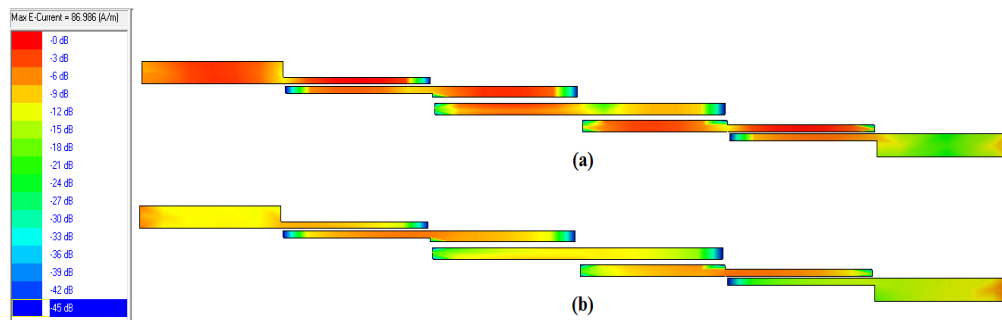 Max E-Current = 86.986 (A/m)
-0 dB
-3 dB
-6 dB
-9 dB
-12 dB
-15 dB
-18 dB
-21 dB
-24 dB
-27 dB
-30 dB
-33 dB
-36 dB
-39 dB
-42 dB
-45 dB
(a)
(b)